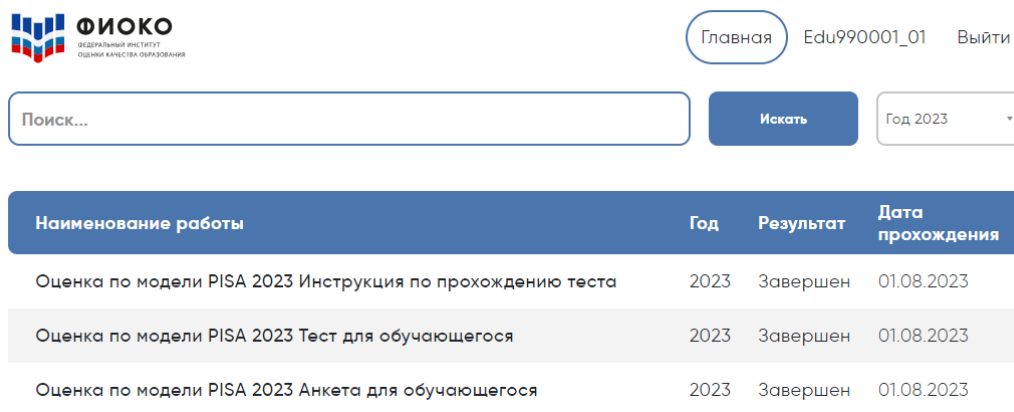 ФИОКО
ФЕДЕРАЛЬНЫЙ ИНСТИТУТ
ОЦЕНКИ КАЧЕСТВА ОБРАЗОВАНИЯ
Главная Edu990001_01 Выйти
Поиск... Искать Год 2023
Наименование работы Год Результат Дата прохождения
Оценка по модели PISA 2023 Инструкция по прохождению теста 2023 Завершен 01.08.2023
Оценка по модели PISA 2023 Тест для обучающегося 2023 Завершен 01.08.2023
Оценка по модели PISA 2023 Анкета для обучающегося 2023 Завершен 01.08.2023